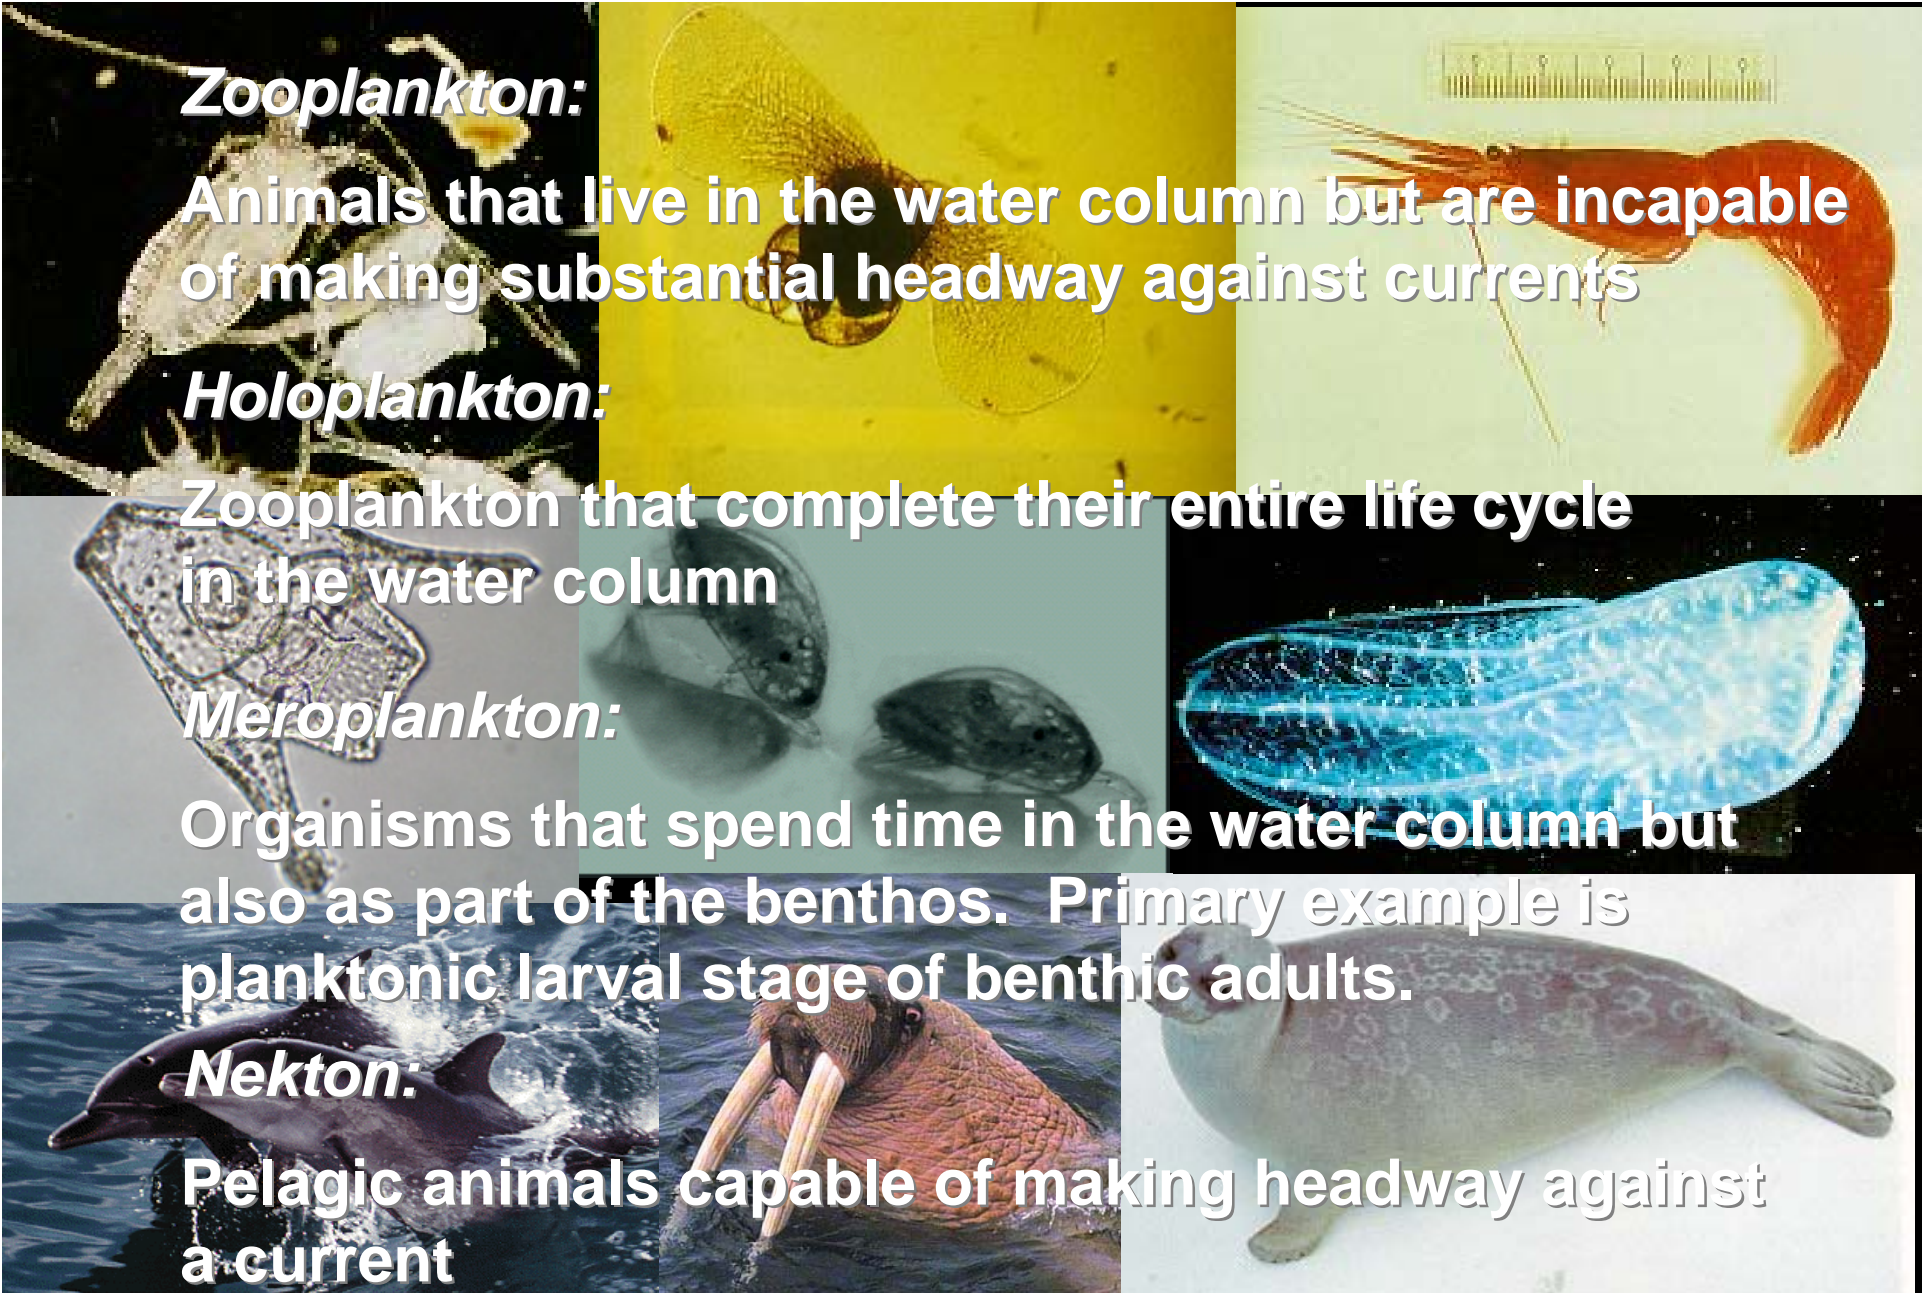 Zooplankton:
Animals that live in the water column but are incapable
of making substantial headway against currents
Holoplankton:
Zooplankton that complete their entire life cycle
in the water column
Meroplankton:
Organisms that spend time in the water column but
also as part of the benthos.  Primary example is
planktonic larval stage of benthic adults.
Nekton:
Pelagic animals capable of making headway against
a current